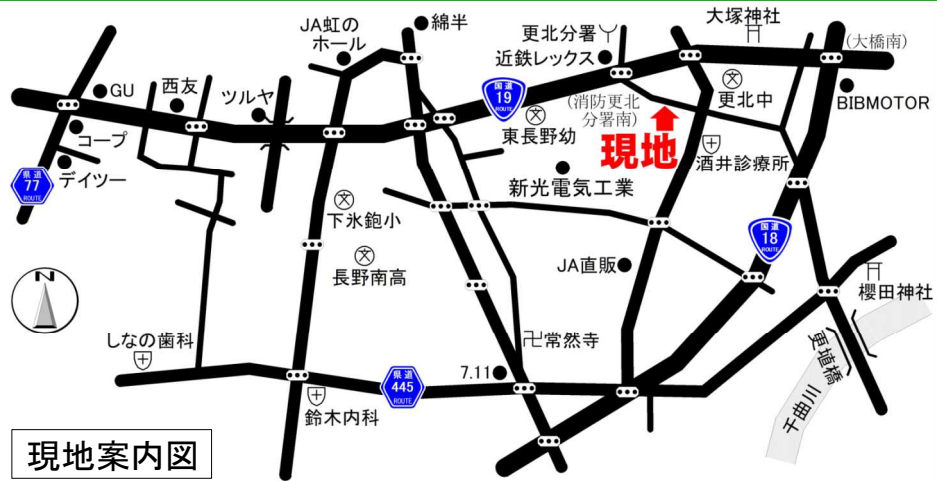 大塚神社
綿半
JA虹の
ホール
更北分署
近鉄レックス
(大橋南)
GU
西友
ツルヤ
国道
19
ROUTE
東長野幼
(消防更北
分署南)
更北中
BIBMOTOR
コープ
デイツー
現地
酒井診療所
新光電気工業
県道
77
ROUTE
下氷鉋小
国道
18
ROUTE
長野南高
JA直販
N
櫻田神社
しなの歯科
常然寺
更埴橋
7.11
県道
445
ROUTE
千曲川
鈴木内科
現地案内図